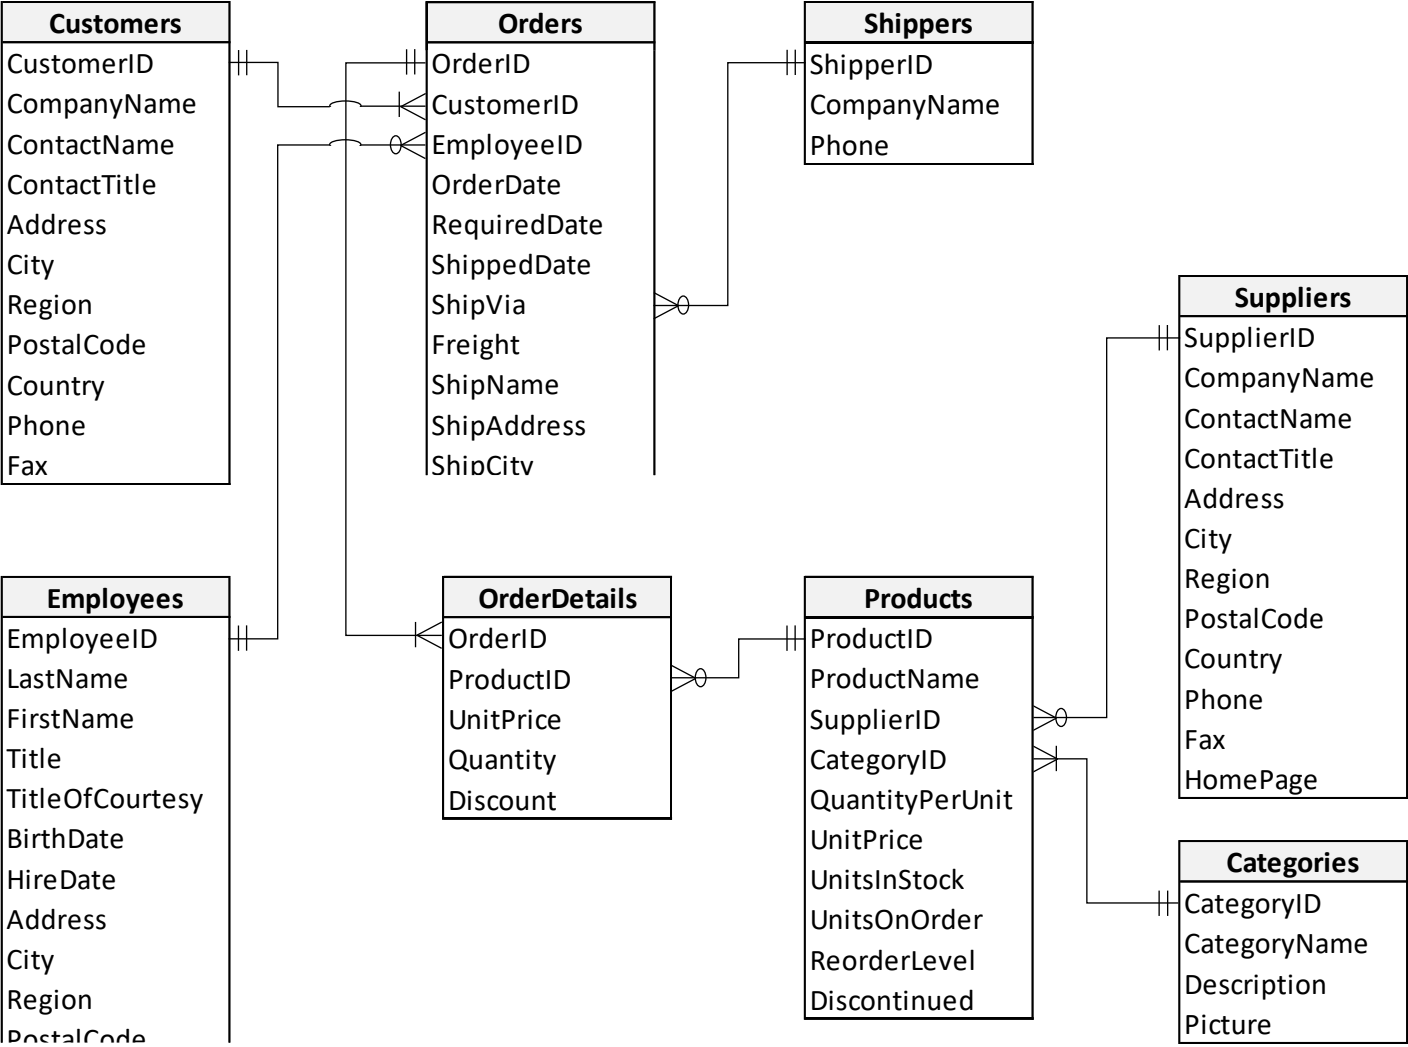 Customers
CustomerID
CompanyName
ContactName
ContactTitle
Address
City
Region
PostalCode
Country
Phone
Fax
Orders
OrderID
CustomerID
EmployeeID
OrderDate
RequiredDate
ShippedDate
ShipVia
Freight
ShipName
ShipAddress
ShipCity
Shippers
ShipperID
CompanyName
Phone
Suppliers
SupplierID
CompanyName
ContactName
ContactTitle
Address
City
Region
PostalCode
Country
Phone
Fax
HomePage
Employees
EmployeeID
LastName
FirstName
Title
TitleOfCourtesy
BirthDate
HireDate
Address
City
Region
PostalCode
OrderDetails
OrderID
ProductID
UnitPrice
Quantity
Discount
Products
ProductID
ProductName
SupplierID
CategoryID
QuantityPerUnit
UnitPrice
UnitsInStock
UnitsOnOrder
ReorderLevel
Discontinued
Categories
CategoryID
CategoryName
Description
Picture